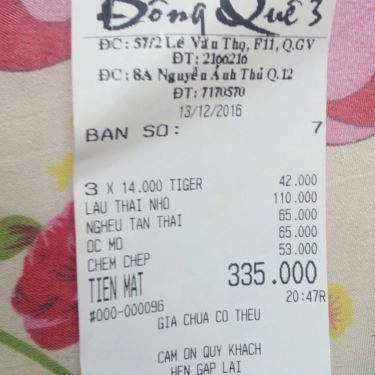 Đồng Quê 3
ĐC: 57/2 Lê Văn Thọ, F11, Q.GV
ĐT: 2166216
ĐC: 8A Nguyễn Ảnh Thủ Q.12
ĐT: 7170570
13/12/2016
BAN SO: 7
3 X 14.000 TIGER 42.000
LAU THAI NHO 110.000
NGHEU TAN THAI 65.000
OC MO 65.000
CHEM CHEP 53.000
TIEN MAT 335.000
#000-000096 20:47R
GIA CHUA CO THEU
CAM ON QUY KHACH
HEN GAP LAI